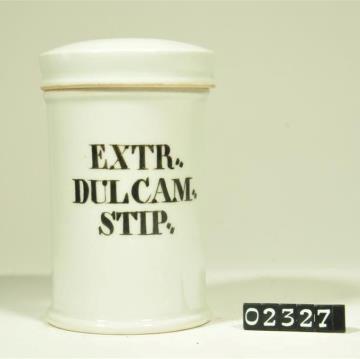 EXTR.
DULCAM.
STIP.
02327